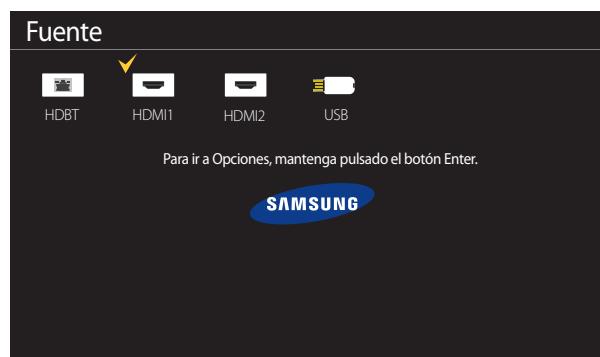 Fuente
HDBT HDMI1 HDMI2 USB
Para ir a Opciones, mantenga pulsado el botón Enter.
SAMSUNG